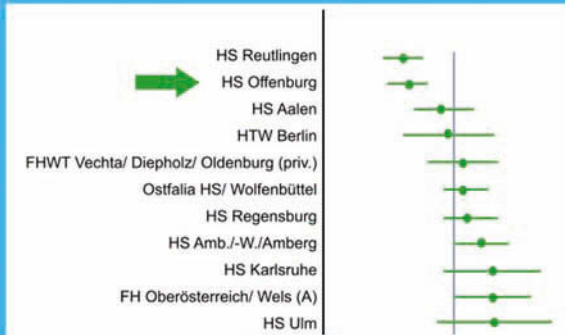 HS Reutlingen
HS Offenburg
HS Aalen
HTW Berlin
FHWT Vechta/ Diepholz/ Oldenburg (priv.)
Ostfalia HS/ Wolfenbüttel
HS Regensburg
HS Amb./-W./Amberg
HS Karlsruhe
FH Oberösterreich/ Wels (A)
HS Ulm